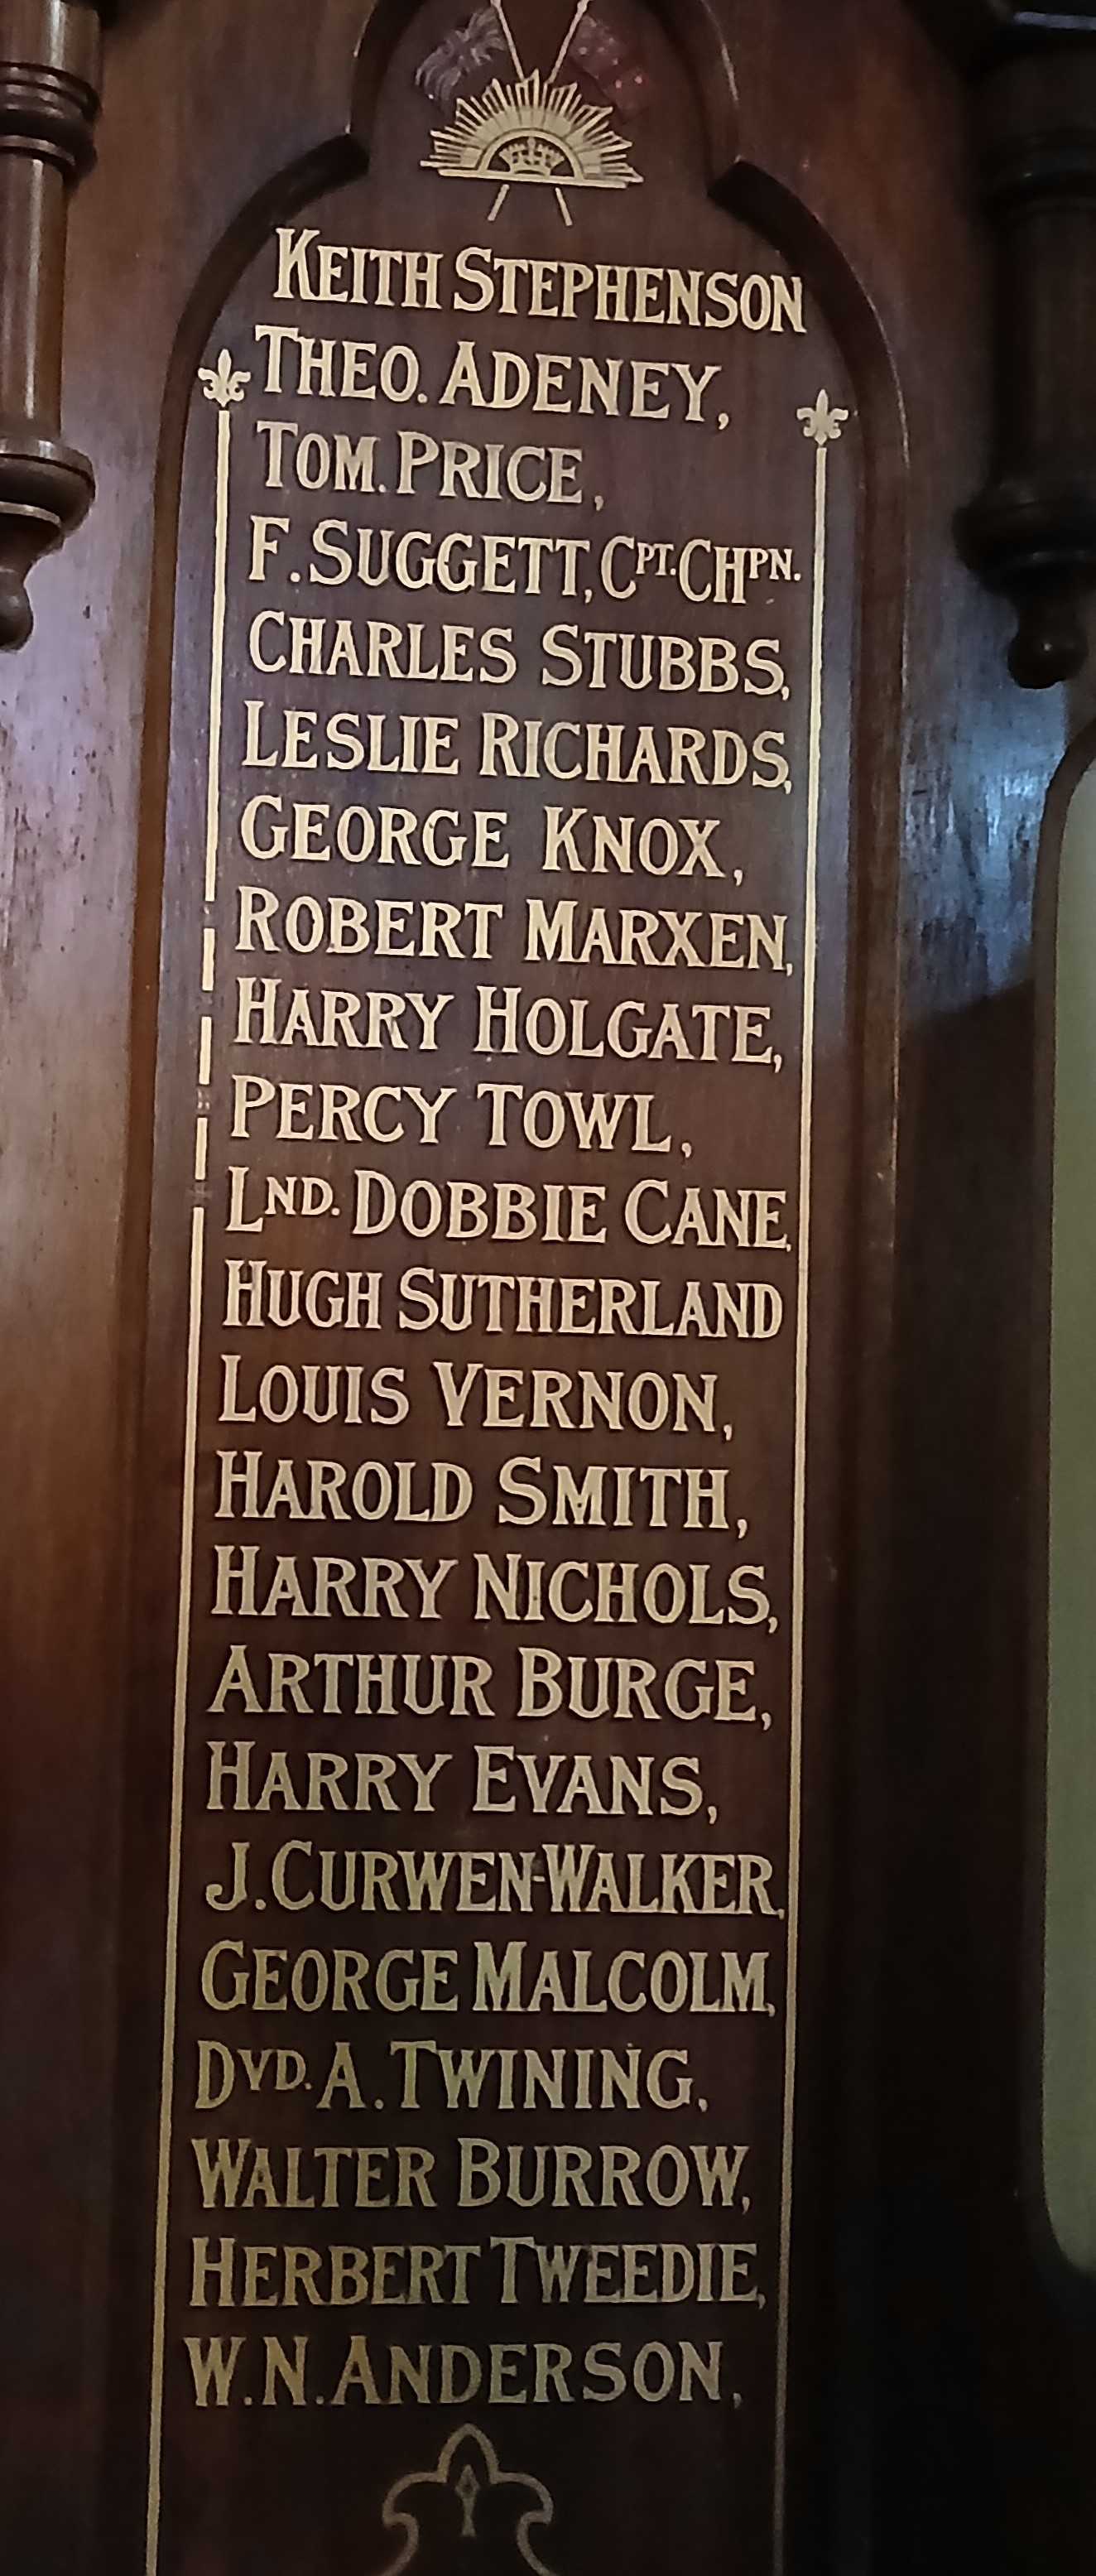 KEITH STEPHENSON
THEO. ADENEY,
TOM. PRICE,
F. SUGGETT, CPT. CHPN.
CHARLES STUBBS,
LESLIE RICHARDS,
GEORGE KNOX,
ROBERT MARXEN,
HARRY HOLGATE,
PERCY TOWL,
LND. DOBBIE CANE,
HUGH SUTHERLAND
LOUIS VERNON,
HAROLD SMITH,
HARRY NICHOLS,
ARTHUR BURGE,
HARRY EVANS,
J. CURWEN-WALKER,
GEORGE MALCOLM,
DVD. A. TWINING,
WALTER BURROW,
HERBERT TWEEDIE,
W. N. ANDERSON,